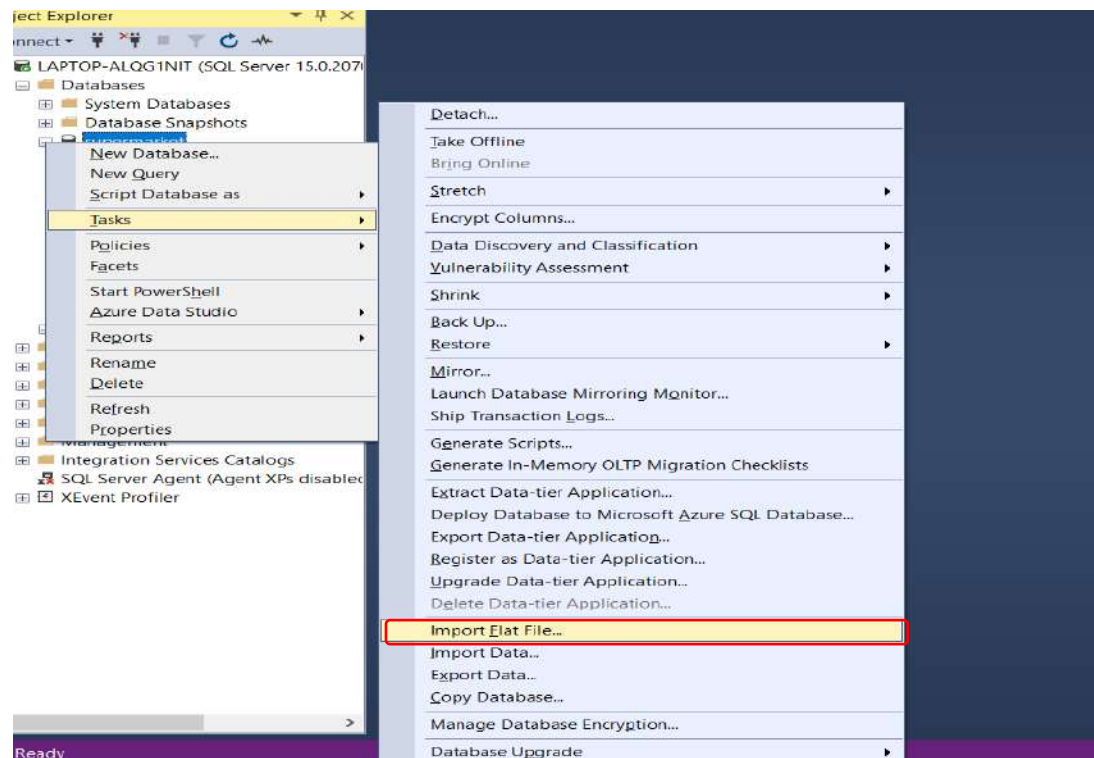 ject Explorer
onnect
LAPTOP-ALQG1NIT (SQL Server 15.0.207
Databases
System Databases
Database Snapshots
supermarket
New Database...
New Query
Script Database as
Tasks
Policies
Facets
Start PowerShell
Azure Data Studio
Reports
Rename
Delete
Refresh
Properties
Management
Integration Services Catalogs
SQL Server Agent (Agent XPs disabled
XEvent Profiler
Ready
Detach...
Take Offline
Bring Online
Stretch
Encrypt Columns...
Data Discovery and Classification
Vulnerability Assessment
Shrink
Back Up...
Restore
Mirror...
Launch Database Mirroring Monitor...
Ship Transaction Logs...
Generate Scripts...
Generate In-Memory OLTP Migration Checklists
Extract Data-tier Application...
Deploy Database to Microsoft Azure SQL Database...
Export Data-tier Application...
Register as Data-tier Application...
Upgrade Data-tier Application...
Delete Data-tier Application...
Import Flat File...
Import Data...
Export Data...
Copy Database...
Manage Database Encryption...
Database Upgrade